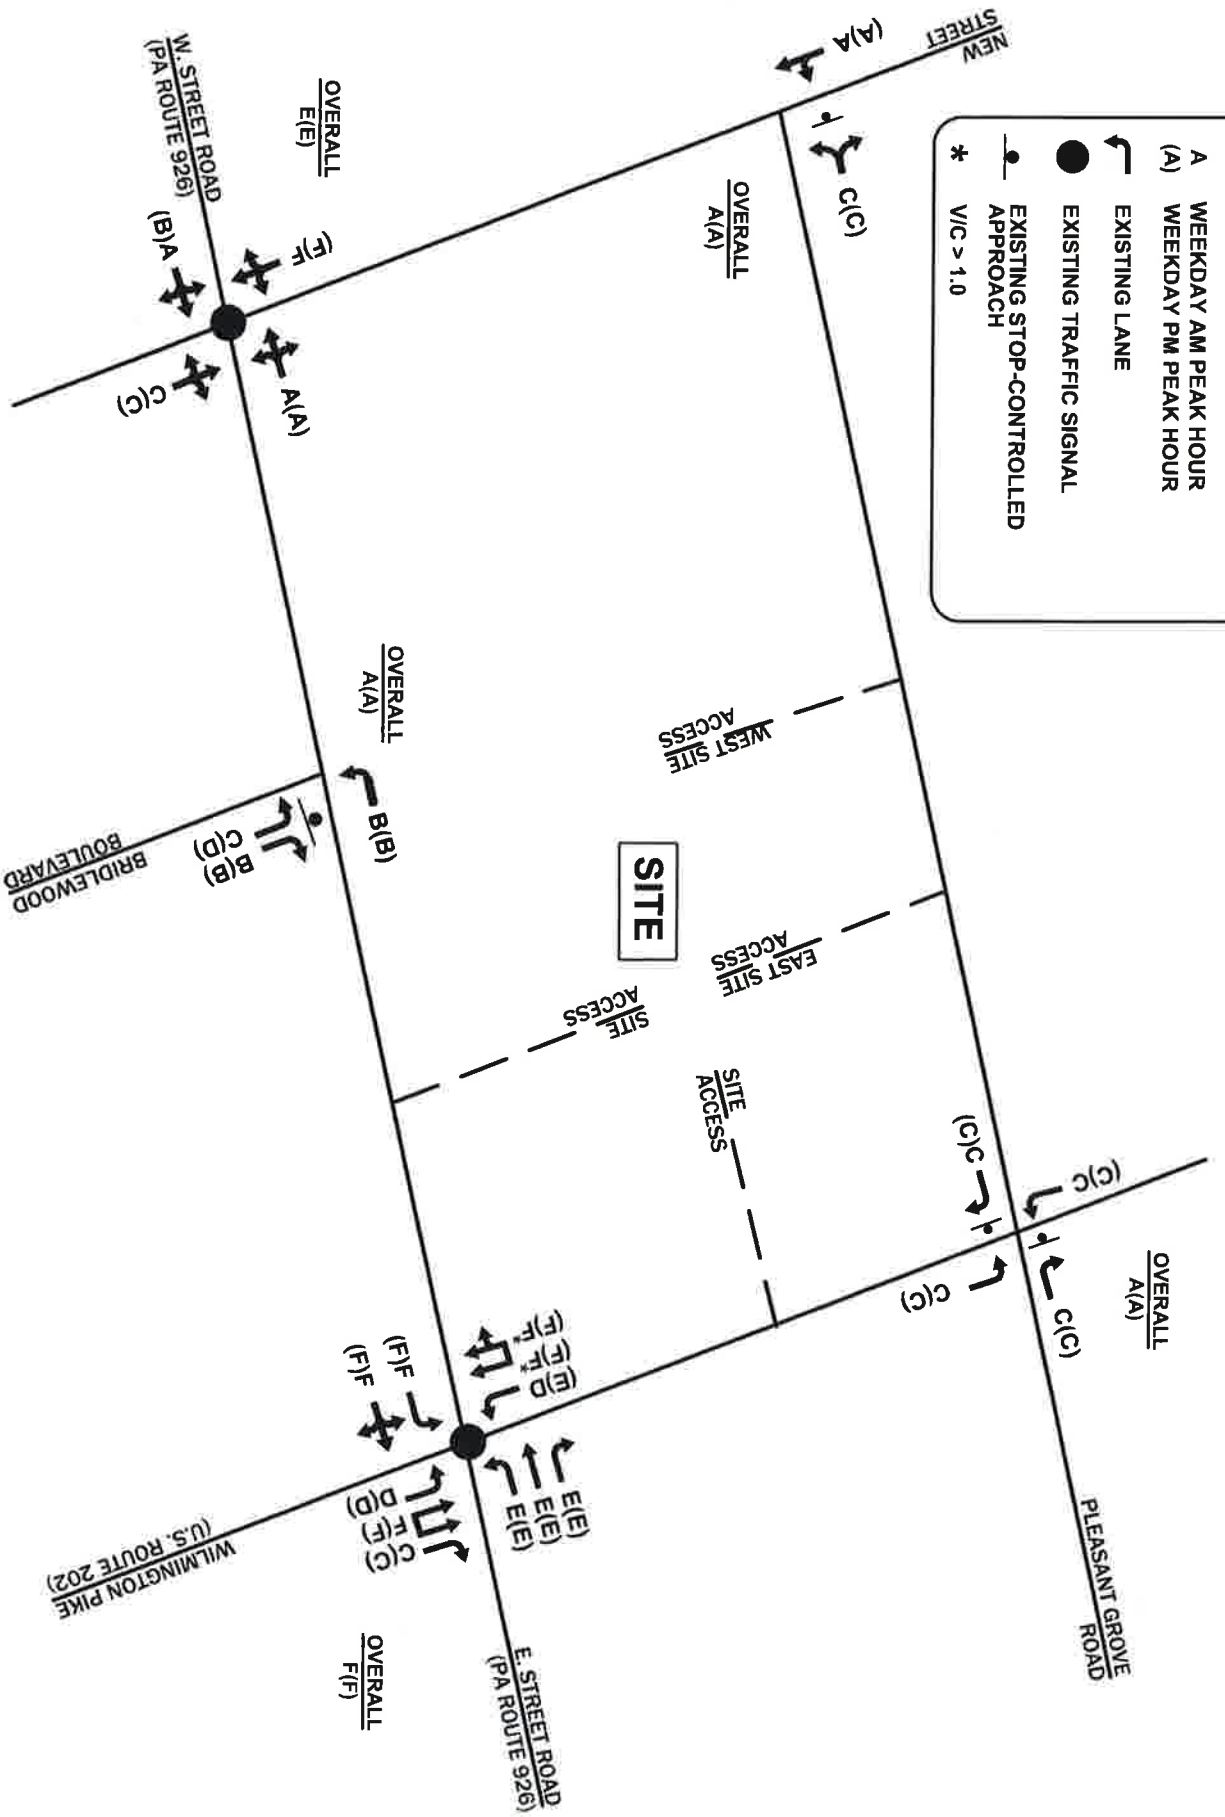 A WEEKDAY AM PEAK HOUR
(A) WEEKDAY PM PEAK HOUR
EXISTING LANE
EXISTING TRAFFIC SIGNAL
EXISTING STOP-CONTROLLED
APPROACH
* V/C > 1.0
NEW
STREET
(A)A
C(C)
OVERALL
A(A)
OVERALL
E(E)
W. STREET ROAD
(PA ROUTE 926)
(F)F
(B)A
A(A)
C(C)
OVERALL
A(A)
B(B)
C(D)
B(B)
BRIDLEWOOD
BOULEVARD
WEST SITE
ACCESS
EAST SITE
ACCESS
SITE
SITE
ACCESS
SITE
ACCESS
(C)C
(C)C
C(C)
C(C)
OVERALL
A(A)
PLEASANT GROVE
ROAD
(F)F*
(F)F*
(E)D
(F)F
(F)F
E(E)
E(E)
E(E)
D(D)
F(F)
C(C)
WILMINGTON PIKE
(U.S. ROUTE 202)
OVERALL
F(F)
E. STREET ROAD
(PA ROUTE 926)